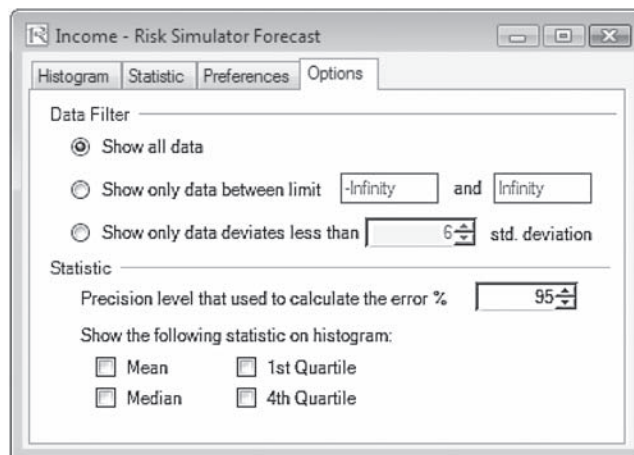 Income - Risk Simulator Forecast
Histogram Statistic Preferences Options
Data Filter
Show all data
Show only data between limit -Infinity and Infinity
Show only data deviates less than 6 std. deviation
Statistic
Precision level that used to calculate the error % 95
Show the following statistic on histogram:
Mean 1st Quartile
Median 4th Quartile